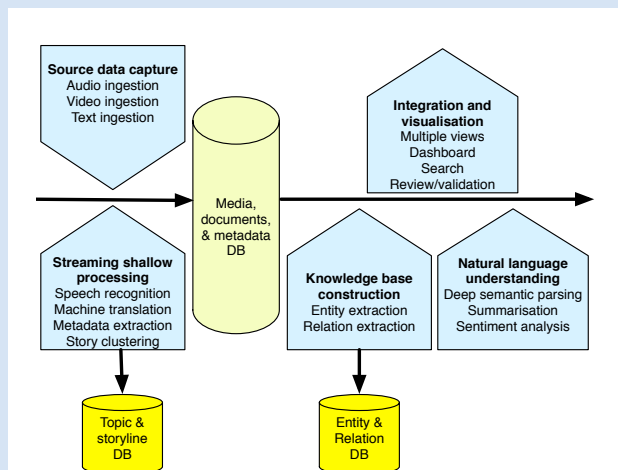 Source data capture
Audio ingestion
Video ingestion
Text ingestion
Integration and
visualisation
Multiple views
Dashboard
Search
Review/validation
Media,
documents,
& metadata
DB
Streaming shallow
processing
Speech recognition
Machine translation
Metadata extraction
Story clustering
Knowledge base
construction
Entity extraction
Relation extraction
Natural language
understanding
Deep semantic parsing
Summarisation
Sentiment analysis
Topic &
storyline
DB
Entity &
Relation
DB